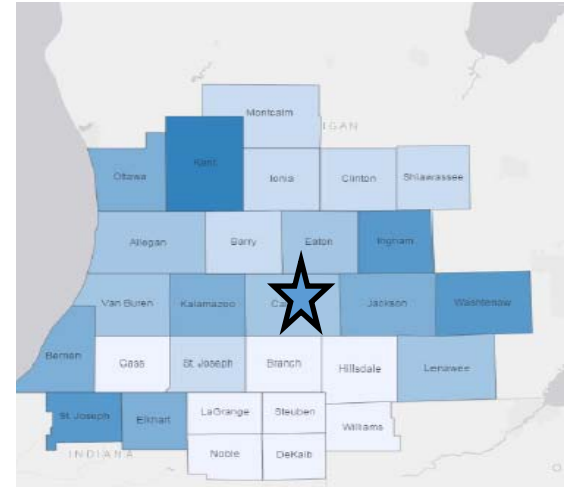 Montcalm
IGAN
Ottawa
Kent
Ionia
Clinton
Shiawassee
Allegan
Barry
Eaton
Ingham
Van Buren
Kalamazoo
Ca
Jackson
Washtenaw
Berrien
Cass
St. Joseph
Branch
Hillsdale
Lenawee
St. Joseph
Elkhart
LaGrange
Steuben
Williams
Noble
DeKalb
INDIANA
O